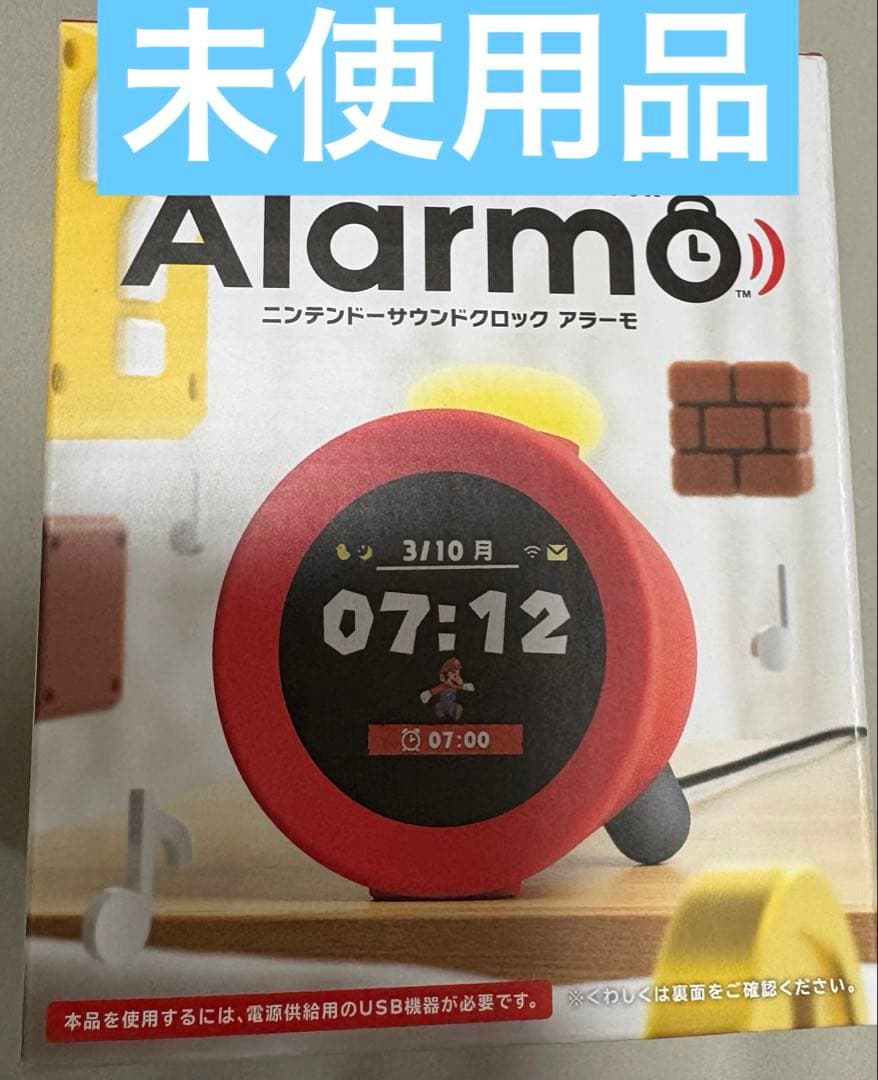 未使用品
Alarmo
TM
ニンテンドーサウンドクロック アラーモ
3/10 月
07:12
07:00
本品を使用するには、電源供給用のUSB機器が必要です。
※くわしくは裏面をご確認ください。